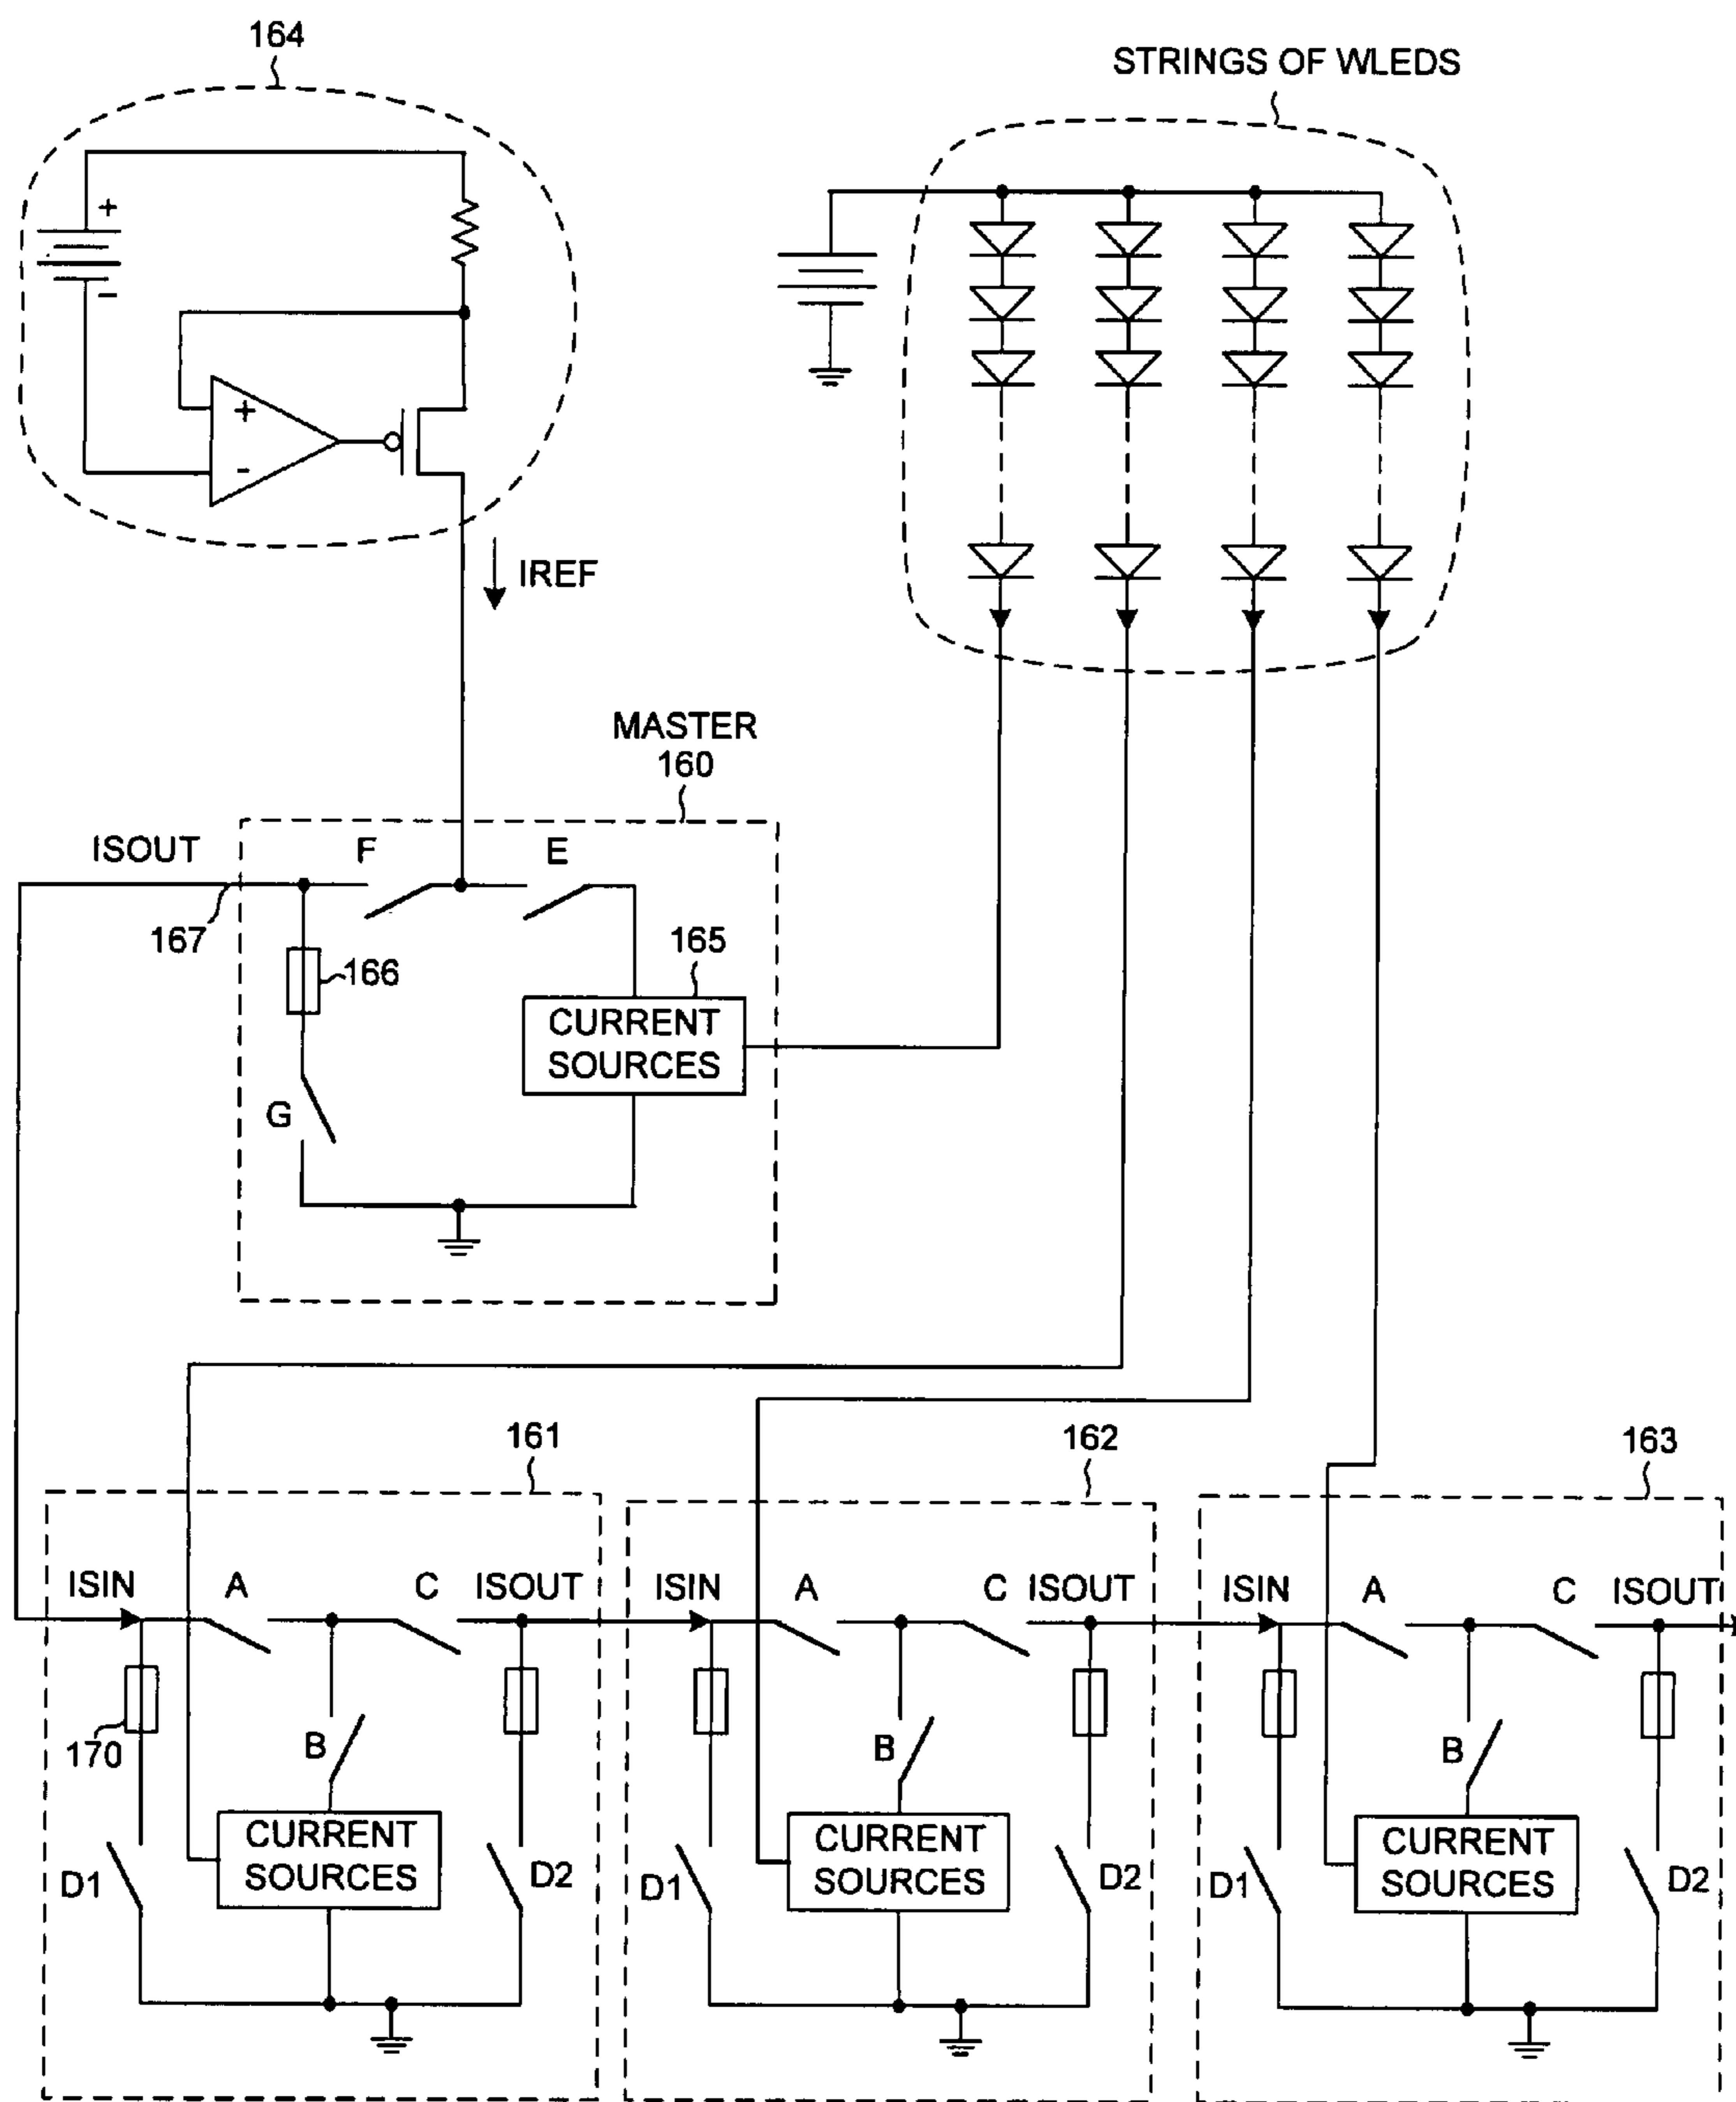 164
STRINGS OF WLEDS
+
-
+
-
IREF
MASTER
160
ISOUT
F
E
167
166
165
CURRENT
SOURCES
G
161
162
163
ISIN
A
C
ISOUT
ISIN
A
C
ISOUT
ISIN
A
C
ISOUT
170
B
B
B
CURRENT
SOURCES
D1
D2
CURRENT
SOURCES
D1
D2
CURRENT
SOURCES
D1
D2